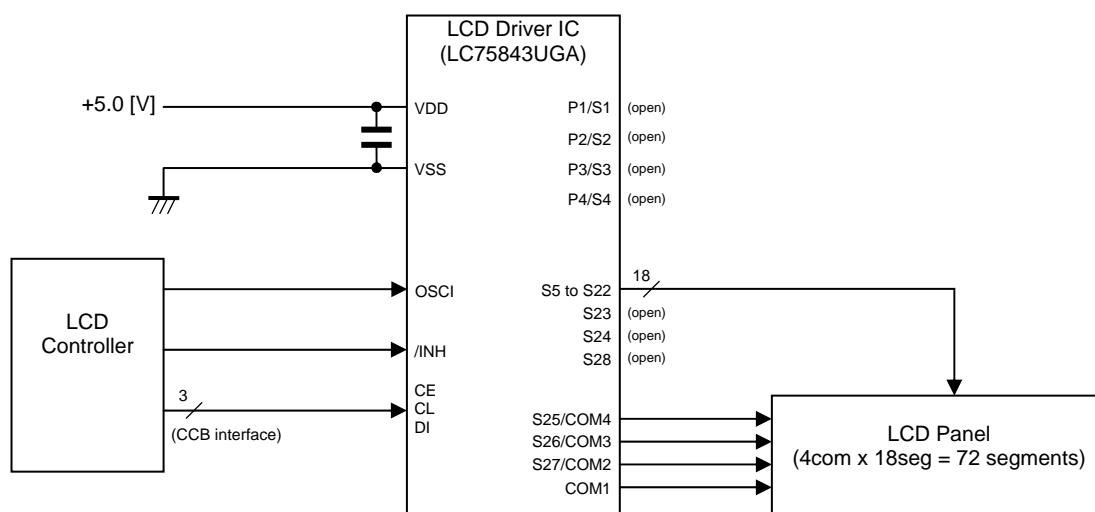 LCD Driver IC
(LC75843UGA)
+5.0 [V]
VDD
P1/S1 (open)
P2/S2 (open)
VSS
P3/S3 (open)
P4/S4 (open)
LCD
Controller
OSCI
S5 to S22
18
S23 (open)
S24 (open)
S28 (open)
/INH
3
(CCB interface)
CE
CL
DI
S25/COM4
S26/COM3
S27/COM2
COM1
LCD Panel
(4com x 18seg = 72 segments)